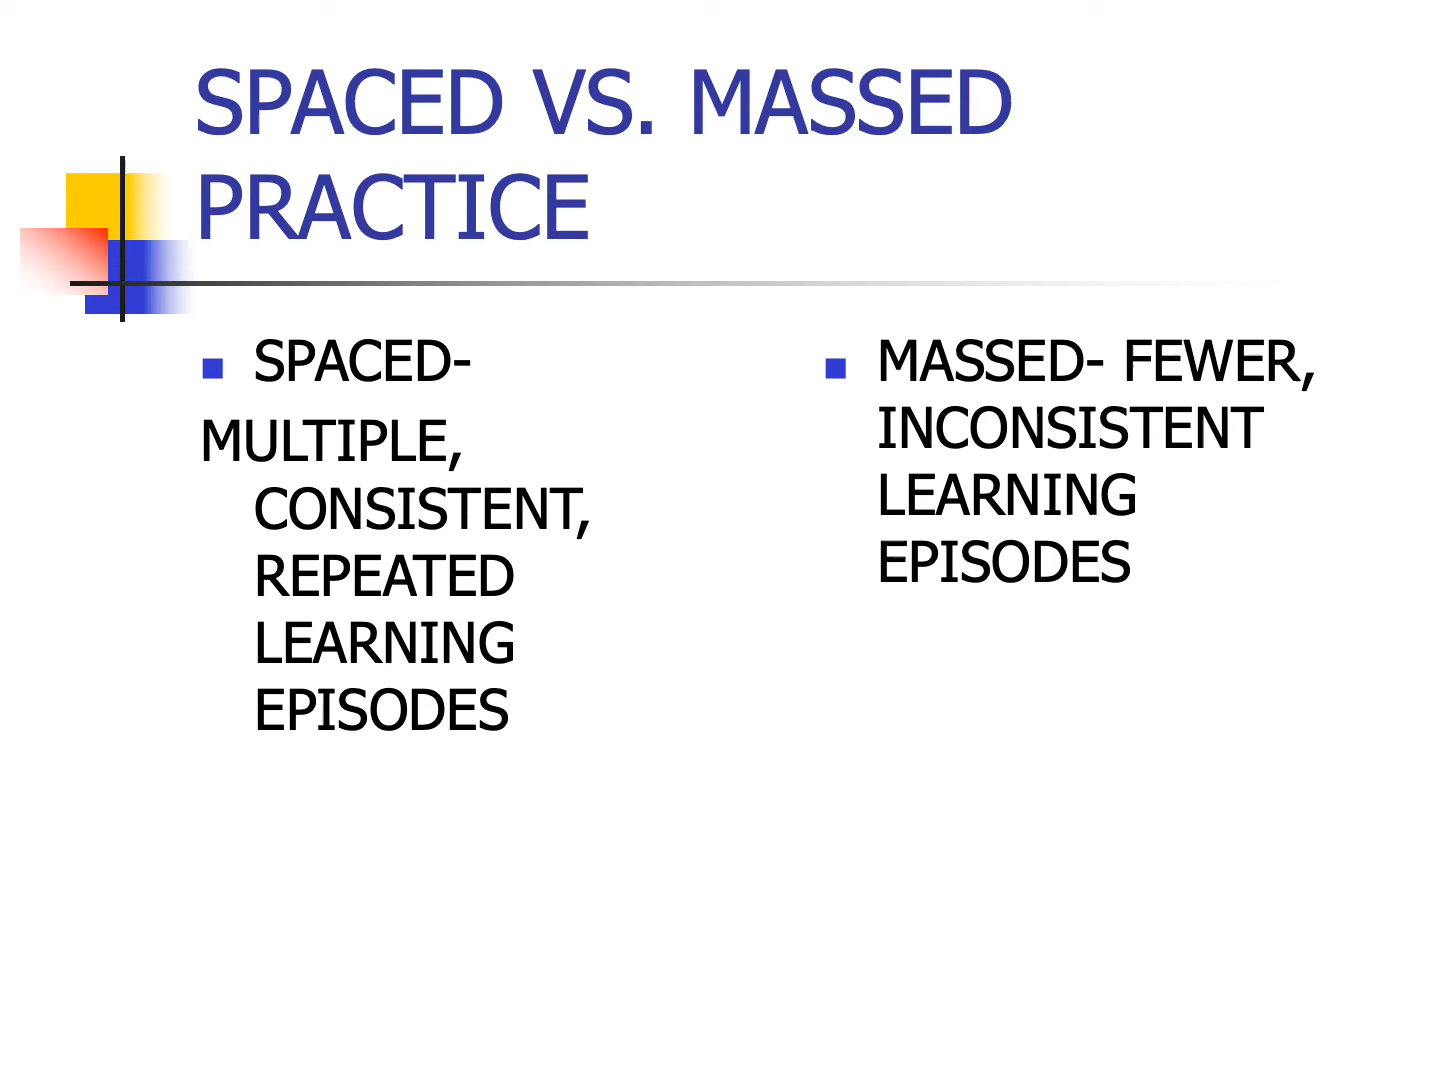 SPACED VS. MASSED
PRACTICE
SPACED-
MULTIPLE,
CONSISTENT,
REPEATED
LEARNING
EPISODES
MASSED- FEWER,
INCONSISTENT
LEARNING
EPISODES